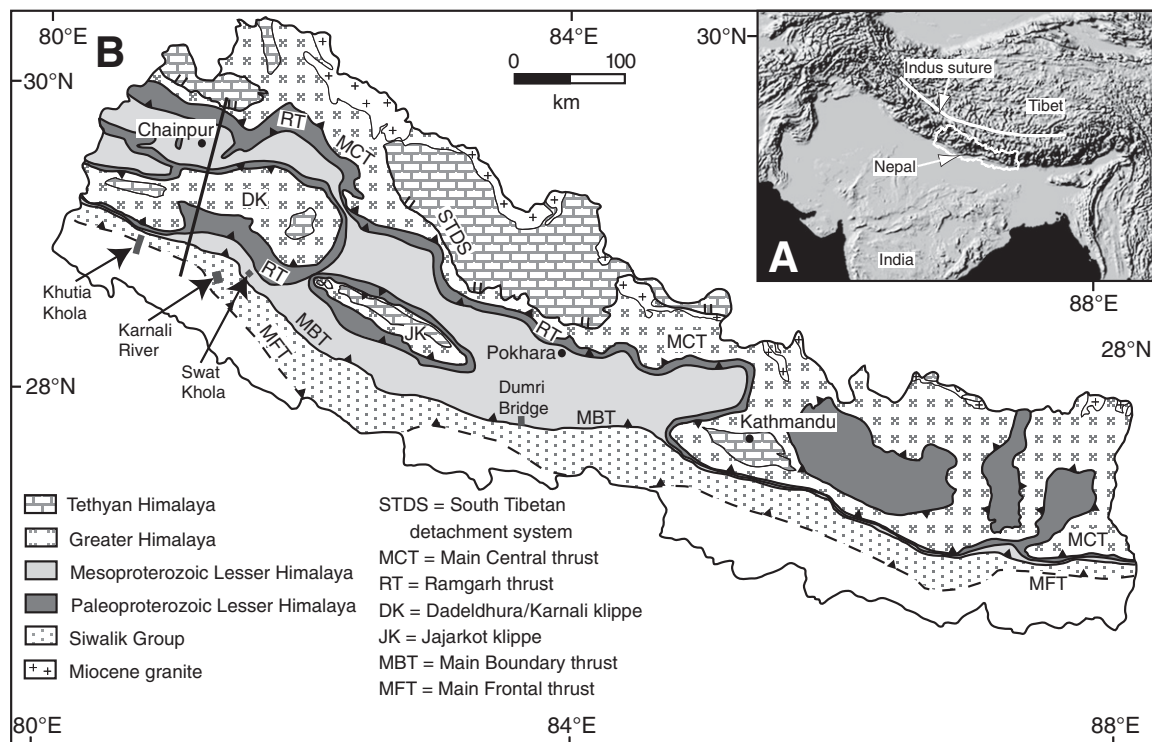 80°E
84°E
30°N
B
30°N
0
100
km
Indus suture
Tibet
Nepal
A
India
88°E
Chainpur
RT
MCT
DK
STDS
RT
Khutia
Khola
Karnali
River
Swat
Khola
MFT
MBT
JK
RT
Pokhara
MCT
28°N
28°N
Dumri
Bridge
MBT
Kathmandu
MCT
MFT
Tethyan Himalaya
Greater Himalaya
Mesoproterozoic Lesser Himalaya
Paleoproterozoic Lesser Himalaya
Siwalik Group
Miocene granite
STDS = South Tibetan
detachment system
MCT = Main Central thrust
RT = Ramgarh thrust
DK = Dadeldhura/Karnali klippe
JK = Jajarkot klippe
MBT = Main Boundary thrust
MFT = Main Frontal thrust
80°E
84°E
88°E